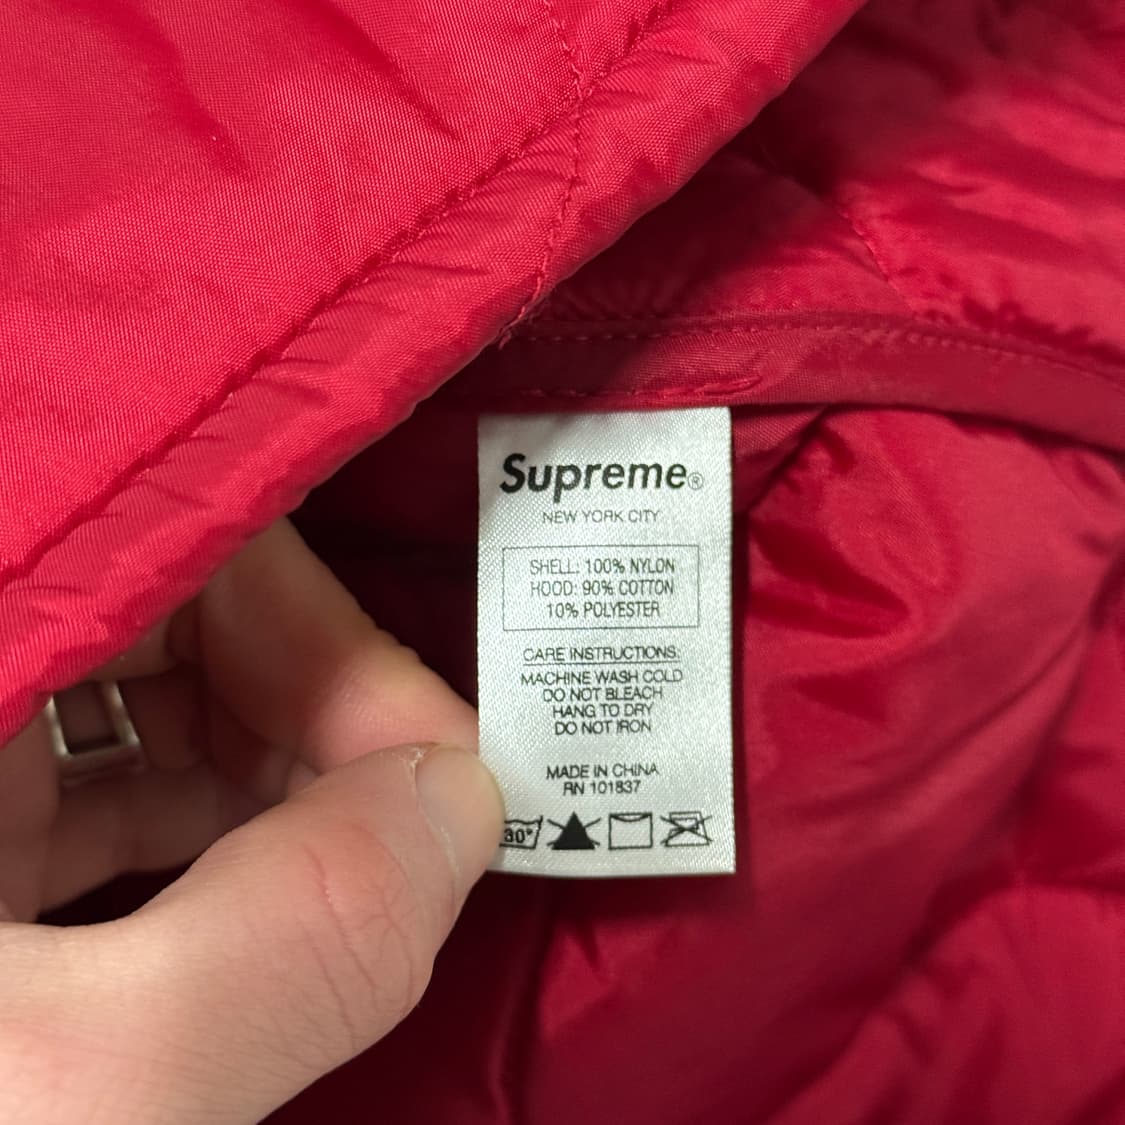 Supreme®
NEW YORK CITY
SHELL: 100% NYLON
HOOD: 90% COTTON
10% POLYESTER
CARE INSTRUCTIONS:
MACHINE WASH COLD
DO NOT BLEACH
HANG TO DRY
DO NOT IRON
MADE IN CHINA
RN 101837
30°